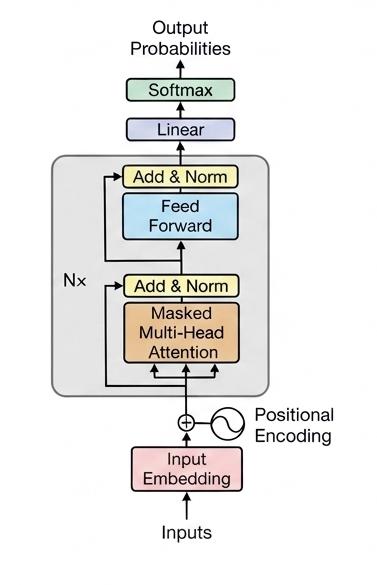 Output
Probabilities
Softmax
Linear
Add & Norm
Feed
Forward
Nx
Add & Norm
Masked
Multi-Head
Attention
Positional
Encoding
Input
Embedding
Inputs